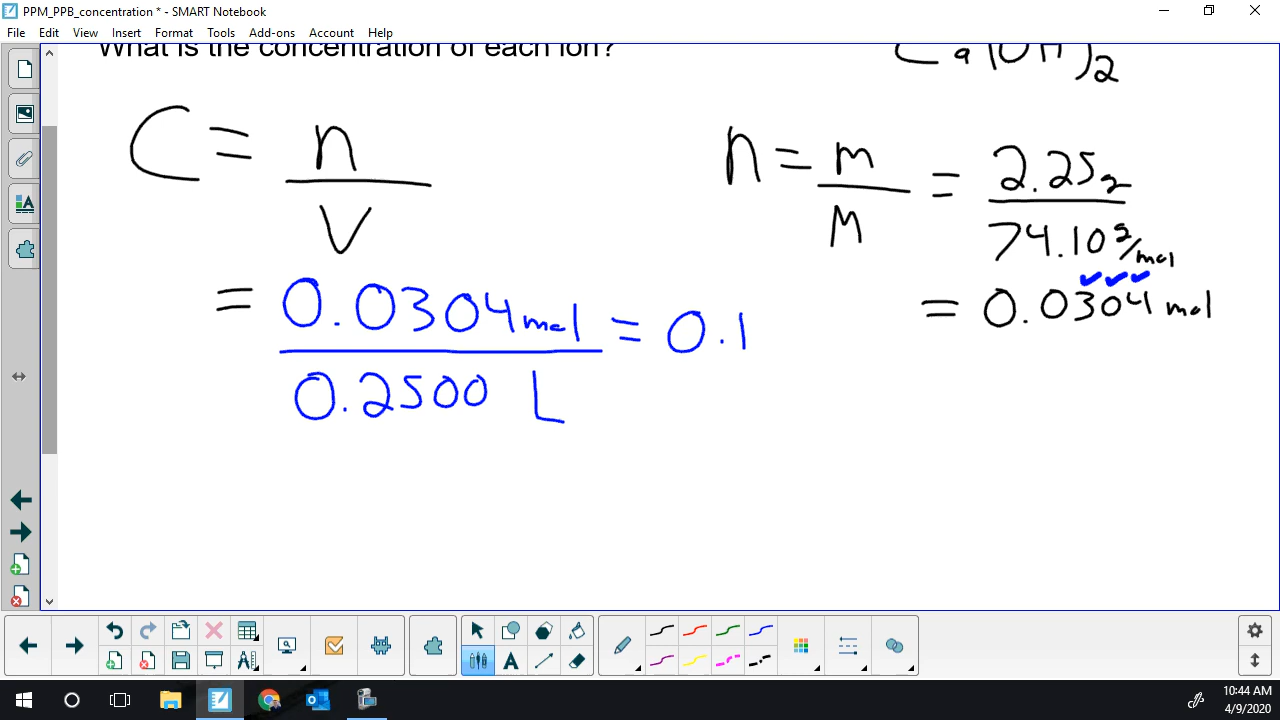 PPM_PPB_concentration * - SMART Notebook
File Edit View Insert Format Tools Add-ons Account Help
What is the concentration of each ion?
Ca(OH)2
C = n
V
n = m = 2.25g
M 74.10 g/mol
= 0.0304 mol
= 0.0304 mol = 0.1
0.2500 L
10:44 AM
4/9/2020